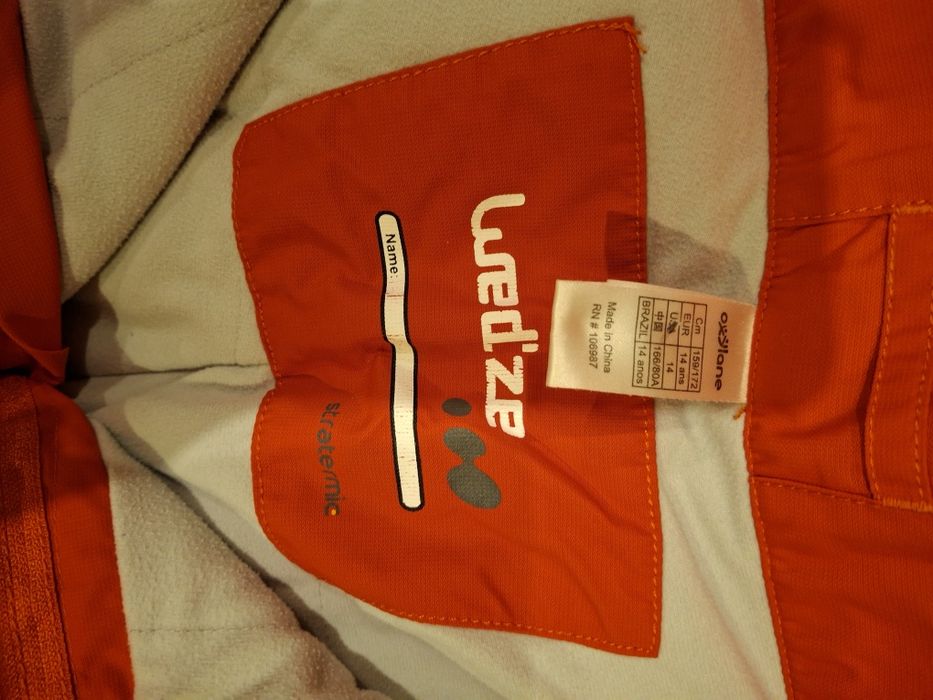 oxylane
Cm 159/172
EUR 14 ans
14
中国 166/80A
BRAZIL 14 anos
Made in China
RN # 106987
wed'ze
Name:
stratermic